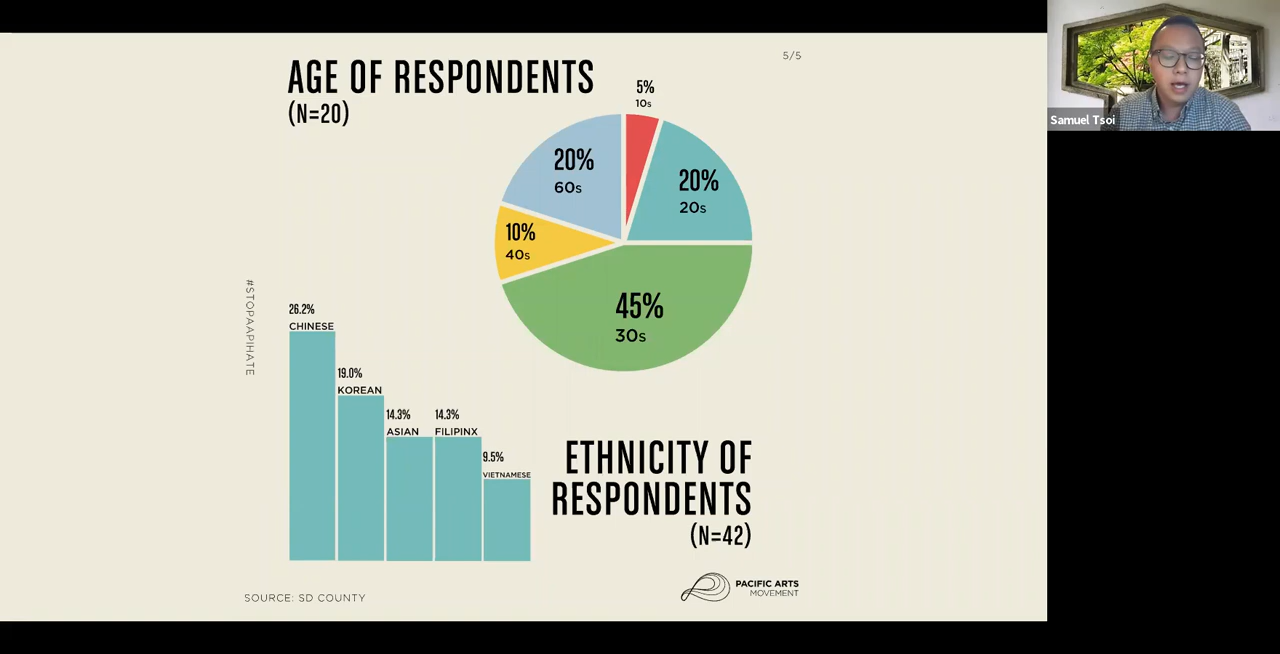 AGE OF RESPONDENTS
(N=20)
5/5
5%
10s
20%
20s
45%
30s
10%
40s
20%
60s
#STOPAAPIHATE
26.2%
CHINESE
19.0%
KOREAN
14.3%
ASIAN
14.3%
FILIPINX
9.5%
VIETNAMESE
ETHNICITY OF
RESPONDENTS
(N=42)
SOURCE: SD COUNTY
PACIFIC ARTS
MOVEMENT
Samuel Tsoi